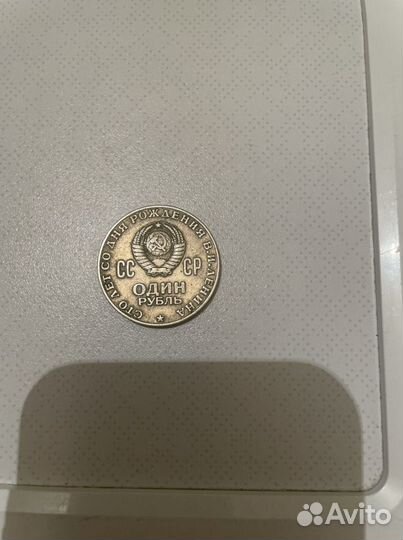 СТО ЛЕТ СО ДНЯ РОЖДЕНИЯ В.И.ЛЕНИНА
СС СР
ОДИН
РУБЛЬ
Avito